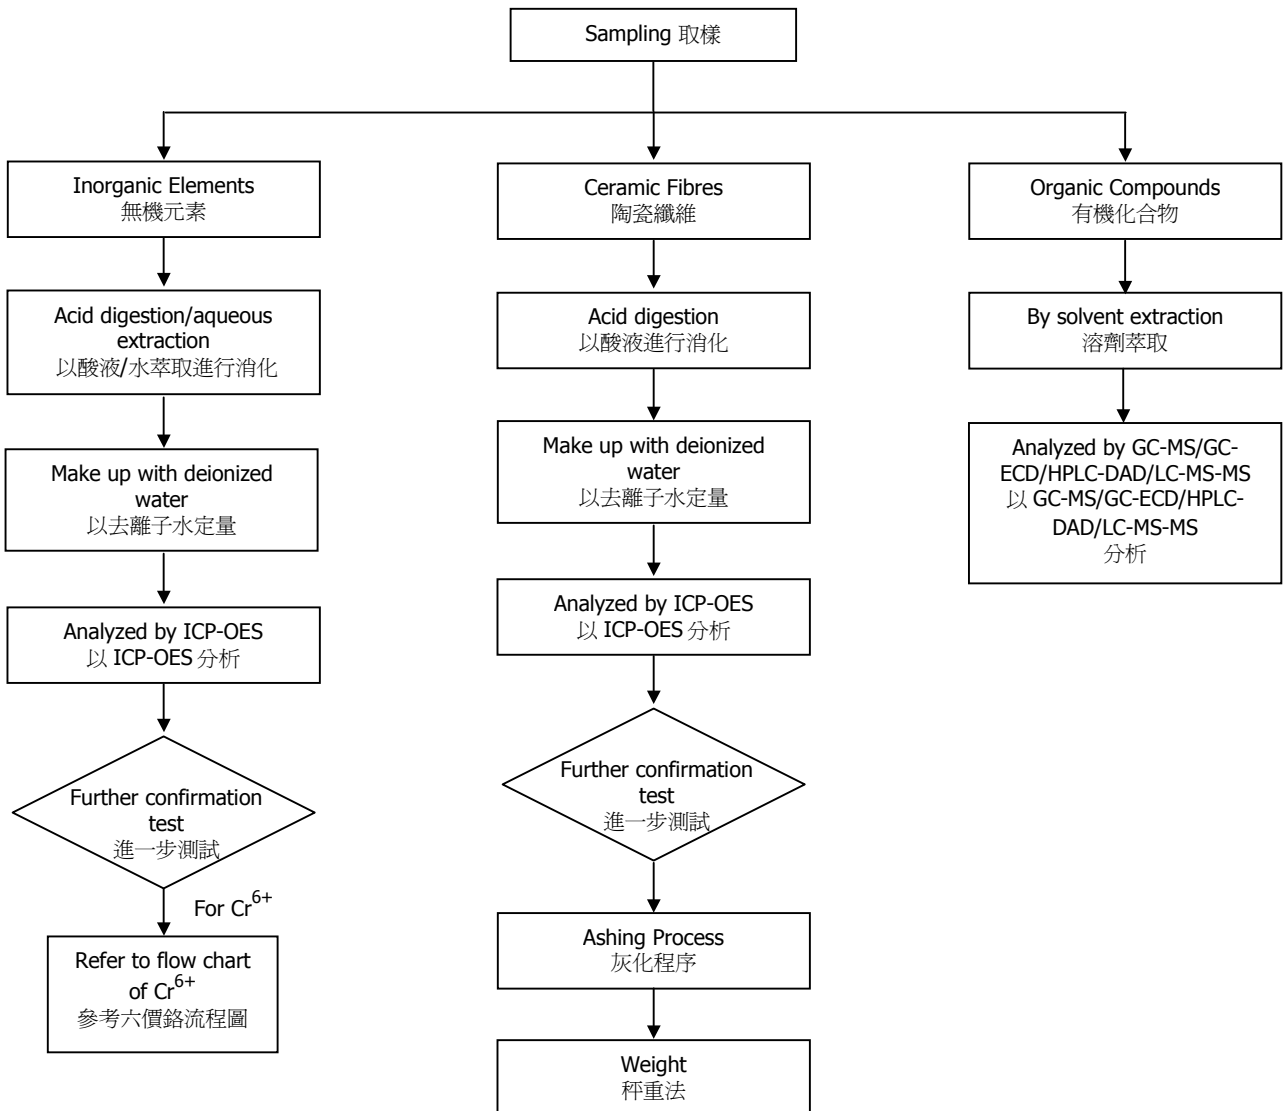 Sampling 取樣
Inorganic Elements
無機元素
Acid digestion/aqueous
extraction
以酸液/水萃取進行消化
Make up with deionized
water
以去離子水定量
Analyzed by ICP-OES
以 ICP-OES 分析
Further confirmation
test
進一步測試
For Cr6+
Refer to flow chart
of Cr6+
參考六價鉻流程圖
Ceramic Fibres
陶瓷纖維
Acid digestion
以酸液進行消化
Make up with deionized
water
以去離子水定量
Analyzed by ICP-OES
以 ICP-OES 分析
Further confirmation
test
進一步測試
Ashing Process
灰化程序
Weight
秤重法
Organic Compounds
有機化合物
By solvent extraction
溶劑萃取
Analyzed by GC-MS/GC-
ECD/HPLC-DAD/LC-MS-MS
以 GC-MS/GC-ECD/HPLC-
DAD/LC-MS-MS
分析